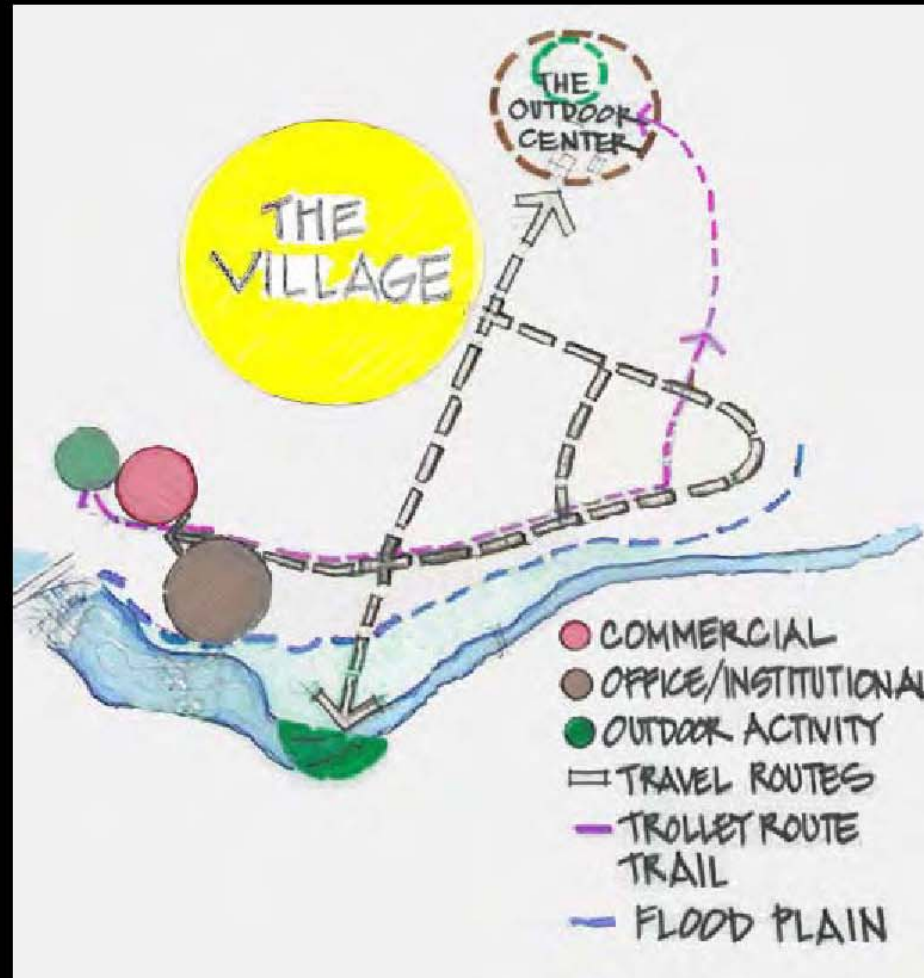 THE
OUTDOOR
CENTER
THE
VILLAGE
COMMERCIAL
OFFICE/INSTITUTIONAL
OUTDOOR ACTIVITY
TRAVEL ROUTES
TROLLEY ROUTE
TRAIL
FLOOD PLAIN